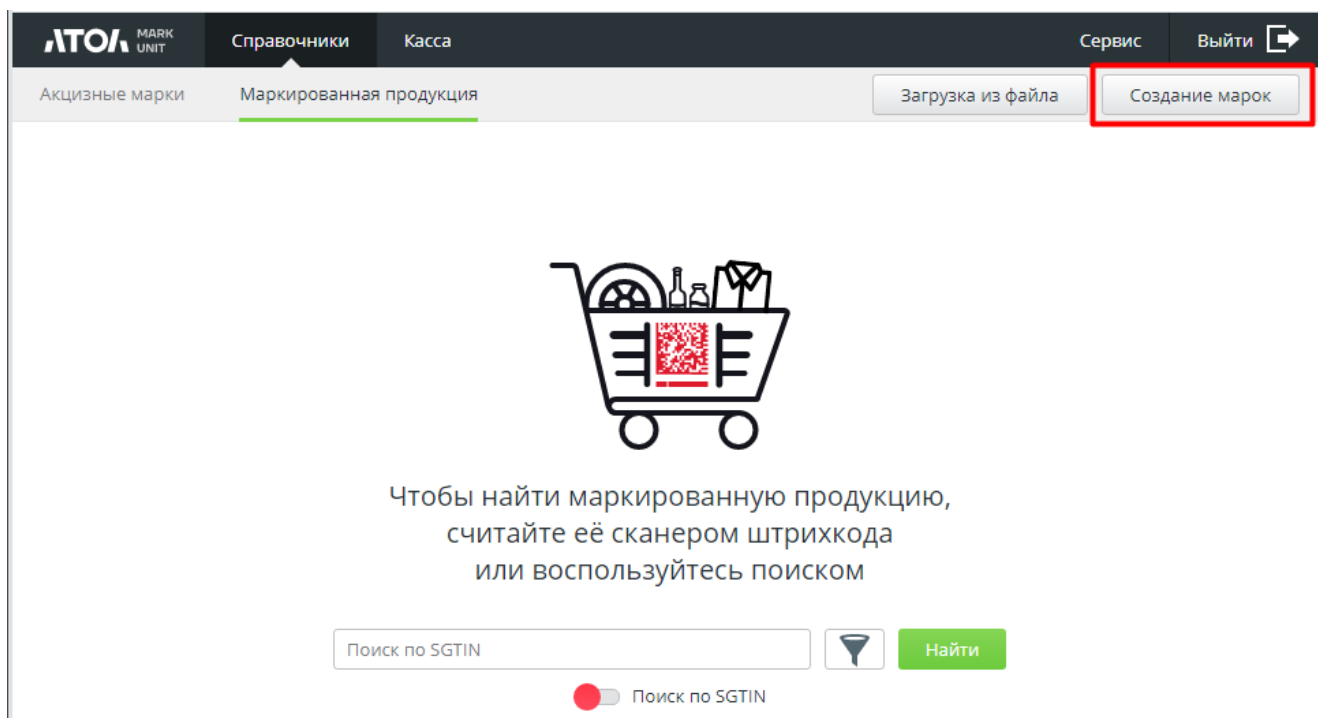 АТОЛ MARK UNIT Справочники Касса Сервис Выйти
Акцизные марки Маркированная продукция Загрузка из файла Создание марок
Чтобы найти маркированную продукцию,
считайте её сканером штрихкода
или воспользуйтесь поиском
Поиск по SGTIN Найти
Поиск по SGTIN